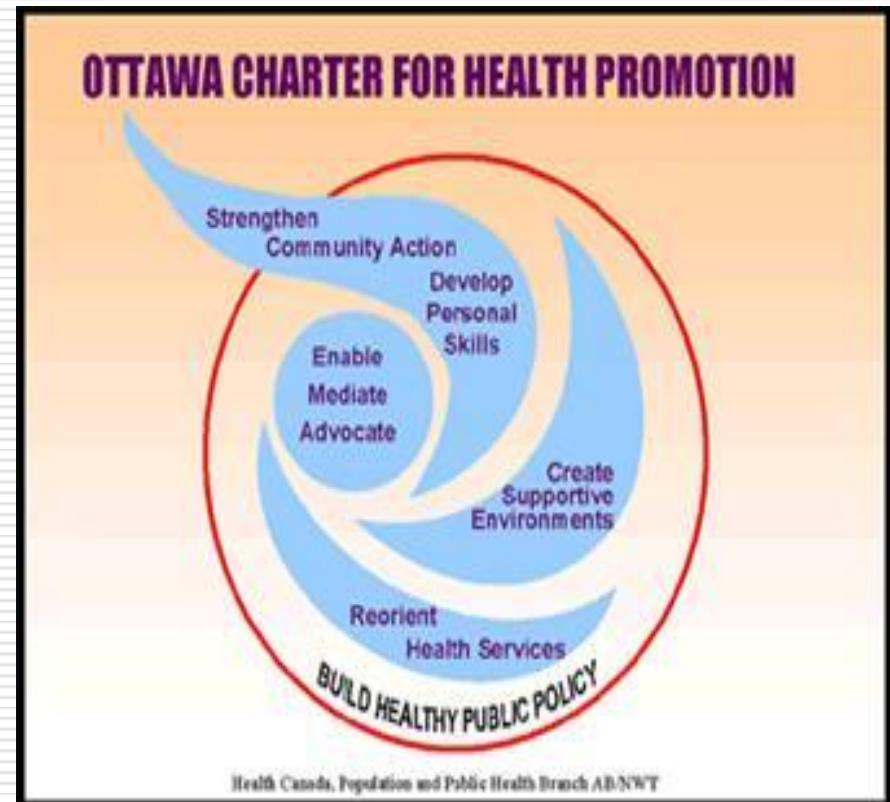 OTTAWA CHARTER FOR HEALTH PROMOTION
Strengthen
Community Action
Develop
Personal
Skills
Enable
Mediate
Advocate
Create
Supportive
Environments
Reorient
Health Services
BUILD HEALTHY PUBLIC POLICY
Health Canada, Population and Public Health Branch AB/NWT